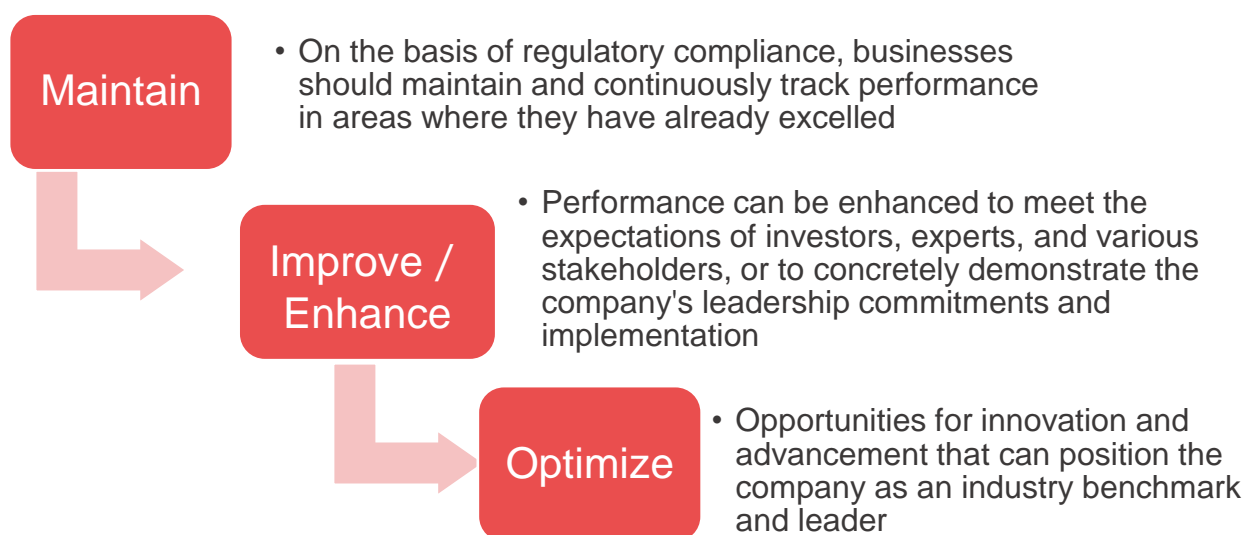 Maintain
• On the basis of regulatory compliance, businesses
should maintain and continuously track performance
in areas where they have already excelled
Improve /
Enhance
• Performance can be enhanced to meet the
expectations of investors, experts, and various
stakeholders, or to concretely demonstrate the
company's leadership commitments and
implementation
Optimize
• Opportunities for innovation and
advancement that can position the
company as an industry benchmark
and leader